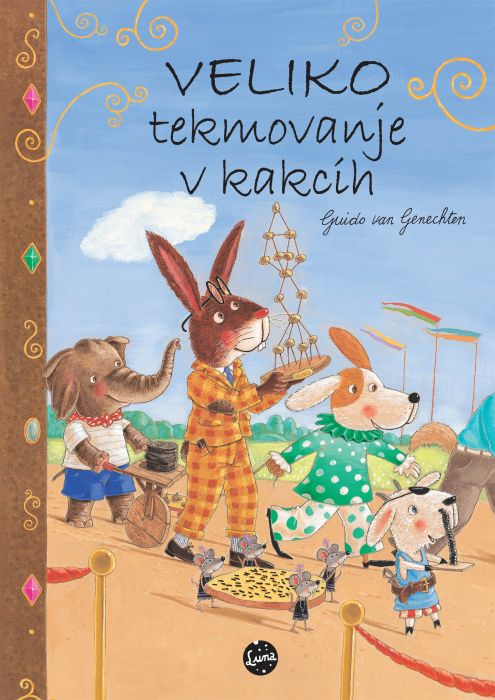 VELIKO
tekmovanje
v kakcih
Guido van Genechten
Luna